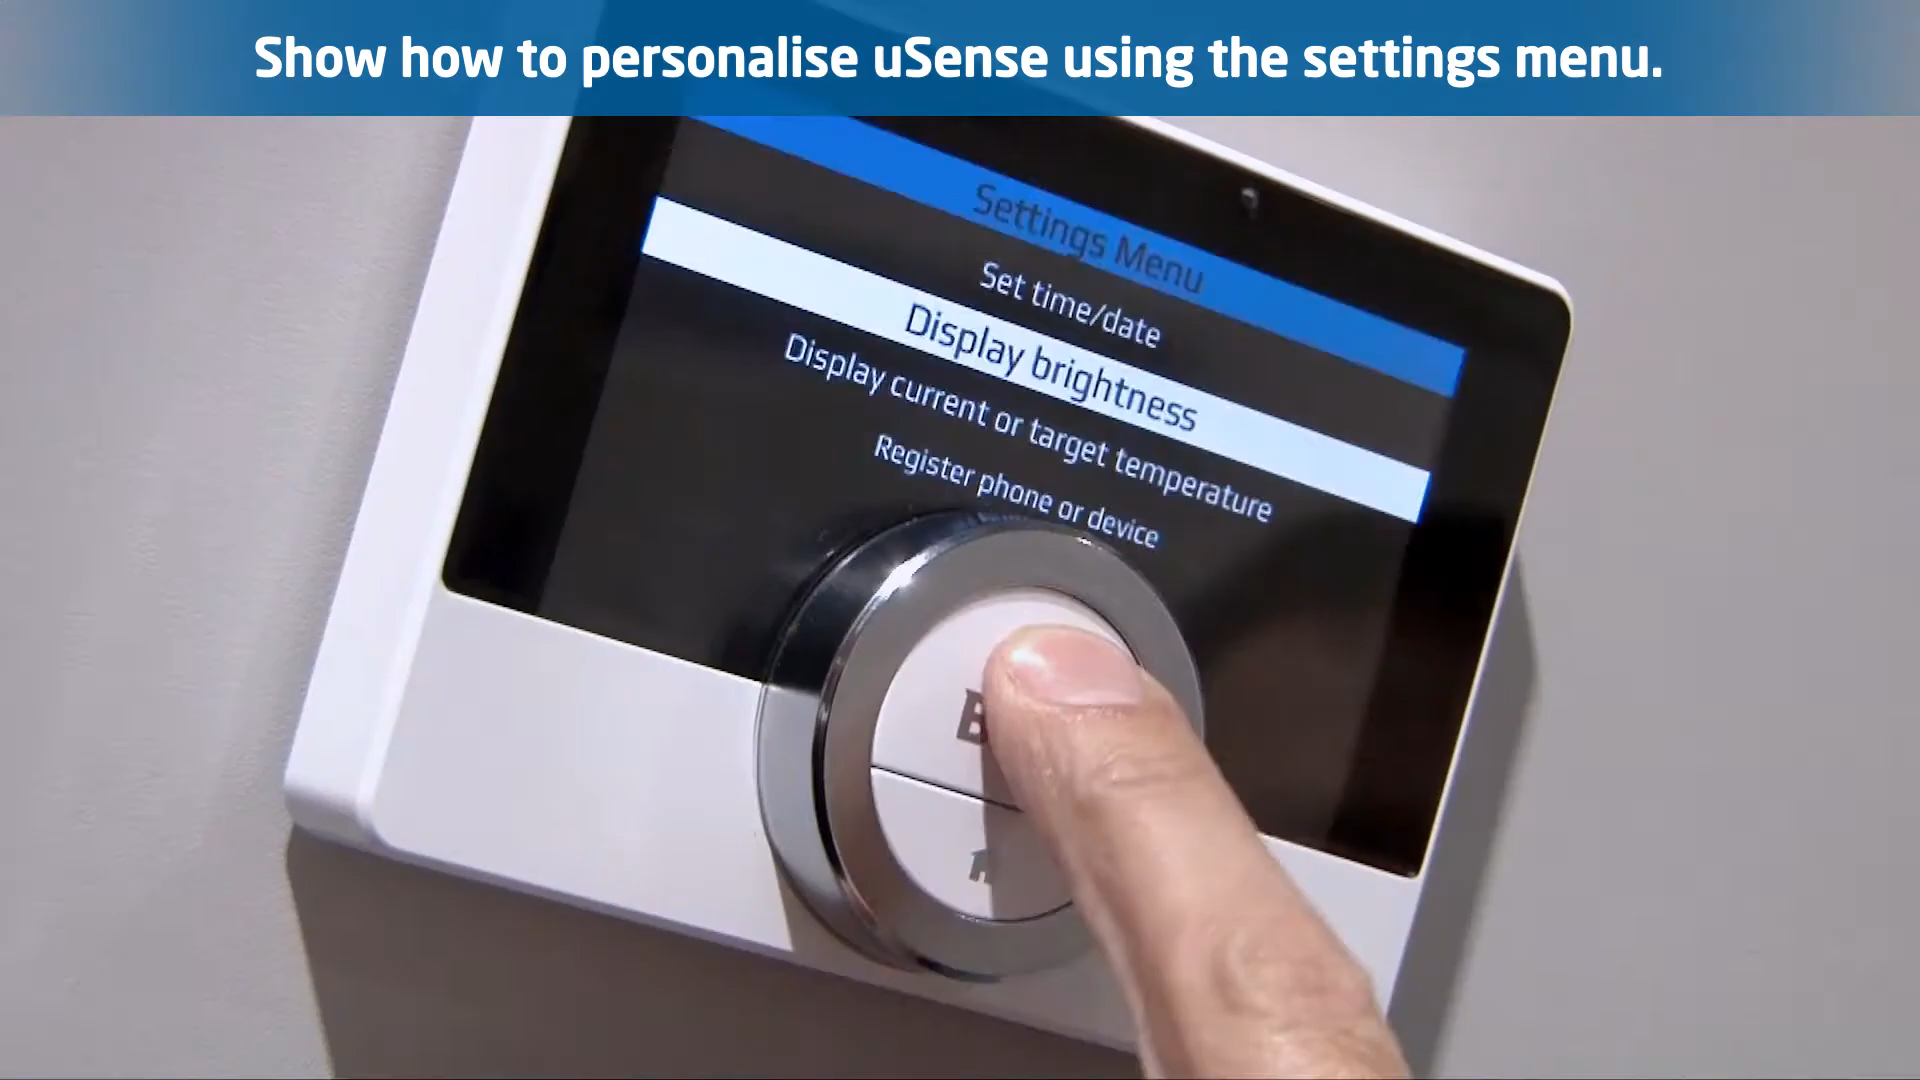 Show how to personalise uSense using the settings menu.
Settings Menu
Set time/date
Display brightness
Display current or target temperature
Register phone or device
B